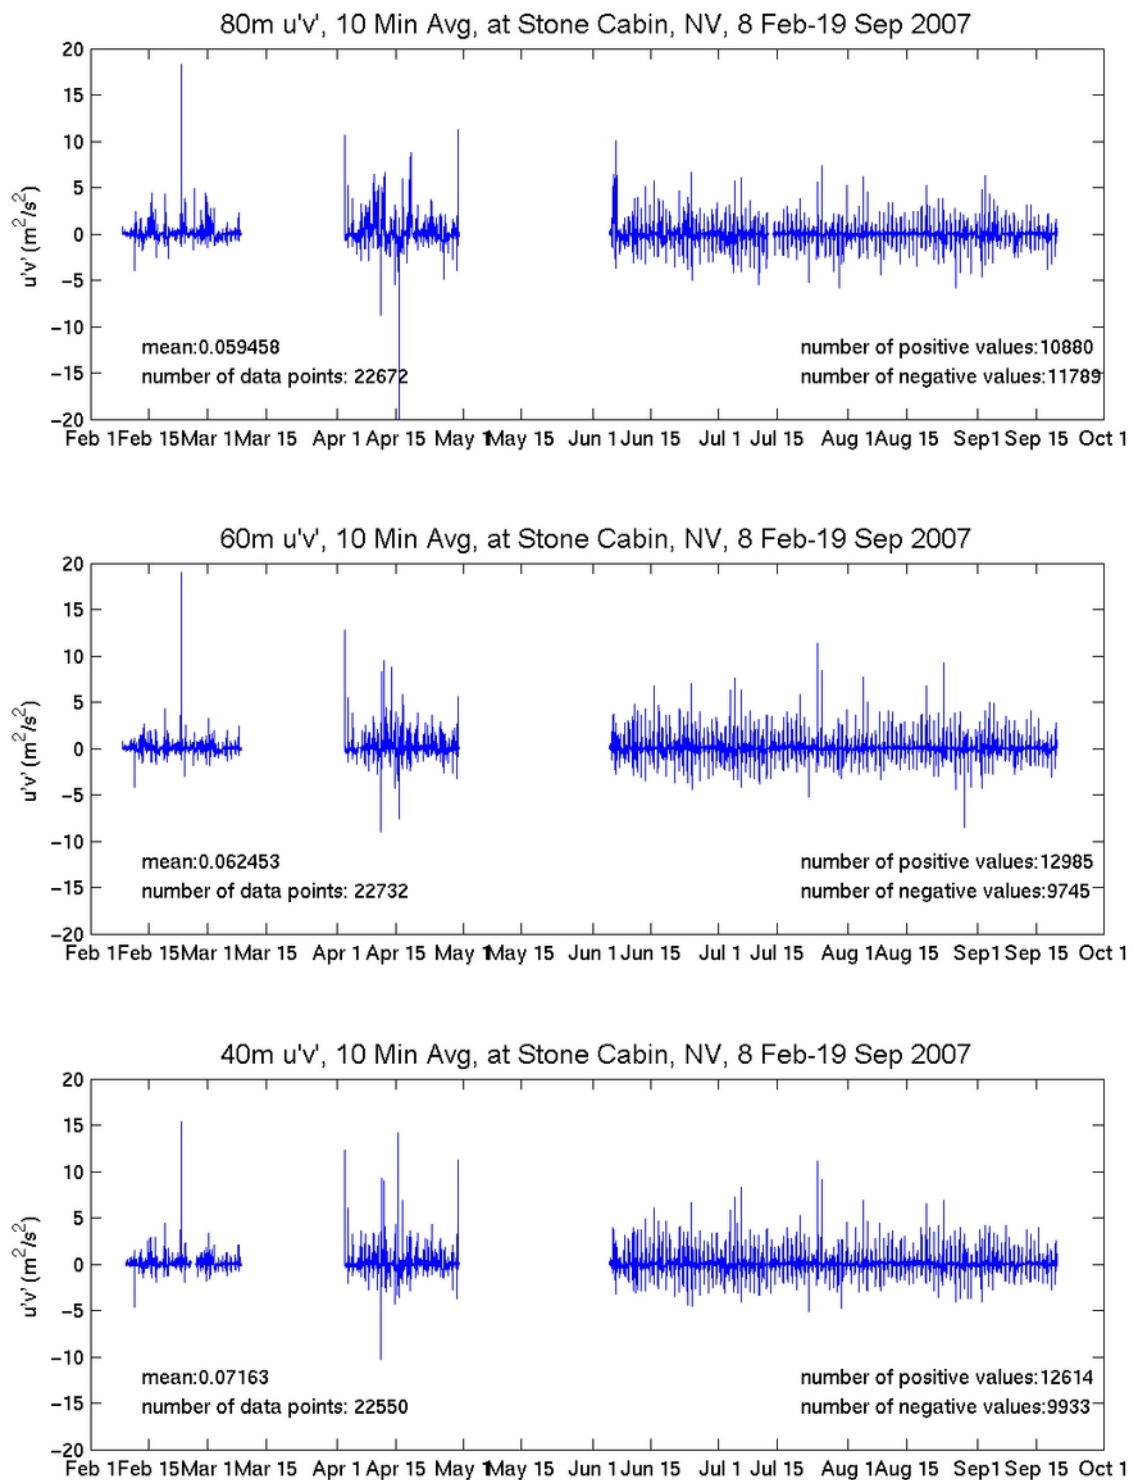 80m u'v', 10 Min Avg, at Stone Cabin, NV, 8 Feb-19 Sep 2007
20
15
10
5
0
−5
−10
−15
−20
u'v' (m²/s²)
mean:0.059458
number of data points: 22672
number of positive values:10880
number of negative values:11789
Feb 1 Feb 15 Mar 1 Mar 15 Apr 1 Apr 15 May 1 May 15 Jun 1 Jun 15 Jul 1 Jul 15 Aug 1 Aug 15 Sep1 Sep 15 Oct 1
60m u'v', 10 Min Avg, at Stone Cabin, NV, 8 Feb-19 Sep 2007
20
15
10
5
0
−5
−10
−15
−20
u'v' (m²/s²)
mean:0.062453
number of data points: 22732
number of positive values:12985
number of negative values:9745
Feb 1 Feb 15 Mar 1 Mar 15 Apr 1 Apr 15 May 1 May 15 Jun 1 Jun 15 Jul 1 Jul 15 Aug 1 Aug 15 Sep1 Sep 15 Oct 1
40m u'v', 10 Min Avg, at Stone Cabin, NV, 8 Feb-19 Sep 2007
20
15
10
5
0
−5
−10
−15
−20
u'v' (m²/s²)
mean:0.07163
number of data points: 22550
number of positive values:12614
number of negative values:9933
Feb 1 Feb 15 Mar 1 Mar 15 Apr 1 Apr 15 May 1 May 15 Jun 1 Jun 15 Jul 1 Jul 15 Aug 1 Aug 15 Sep1 Sep 15 Oct 1